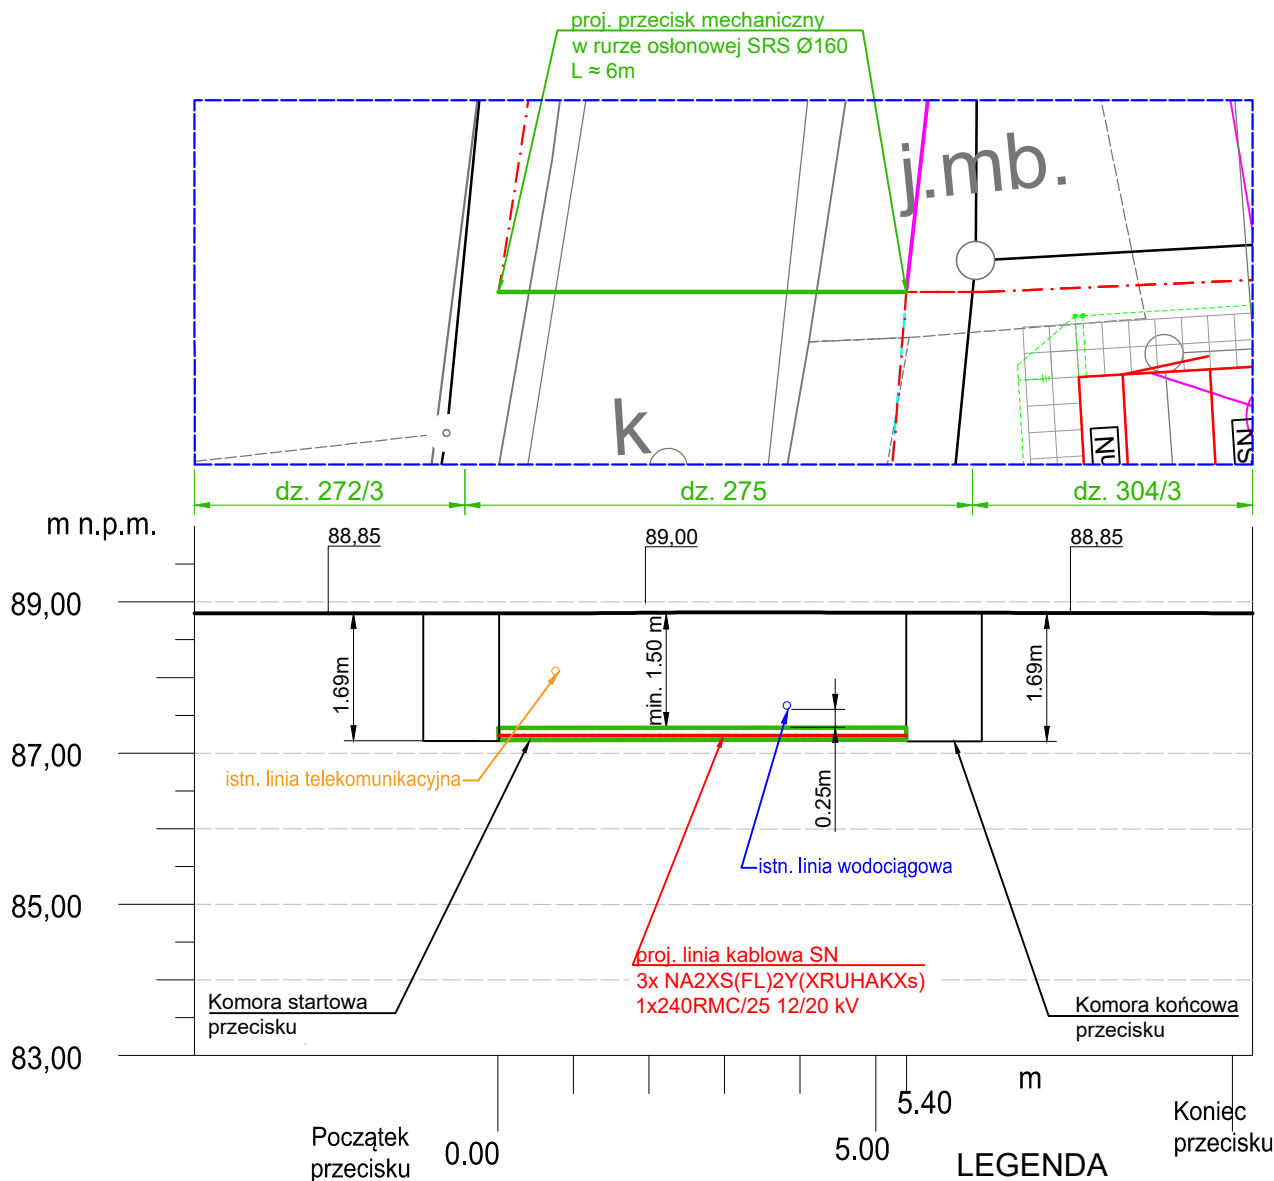 proj. przecisk mechaniczny
w rurze osłonowej SRS Ø160
L ≈ 6m
j.mb.
k
NS
dz. 272/3
dz. 275
dz. 304/3
m n.p.m.
88,85
89,00
88,85
89,00
1.69m
min. 1.50 m
1.69m
87,00
istn. linia telekomunikacyjna
0.25m
istn. linia wodociągowa
85,00
proj. linia kablowa SN
3x NA2XS(FL)2Y(XRUHAKXs)
1x240RMC/25 12/20 kV
Komora startowa
przecisku
Komora końcowa
przecisku
83,00
m
5.40
Początek
przecisku
0.00
5.00
Koniec
przecisku
LEGENDA